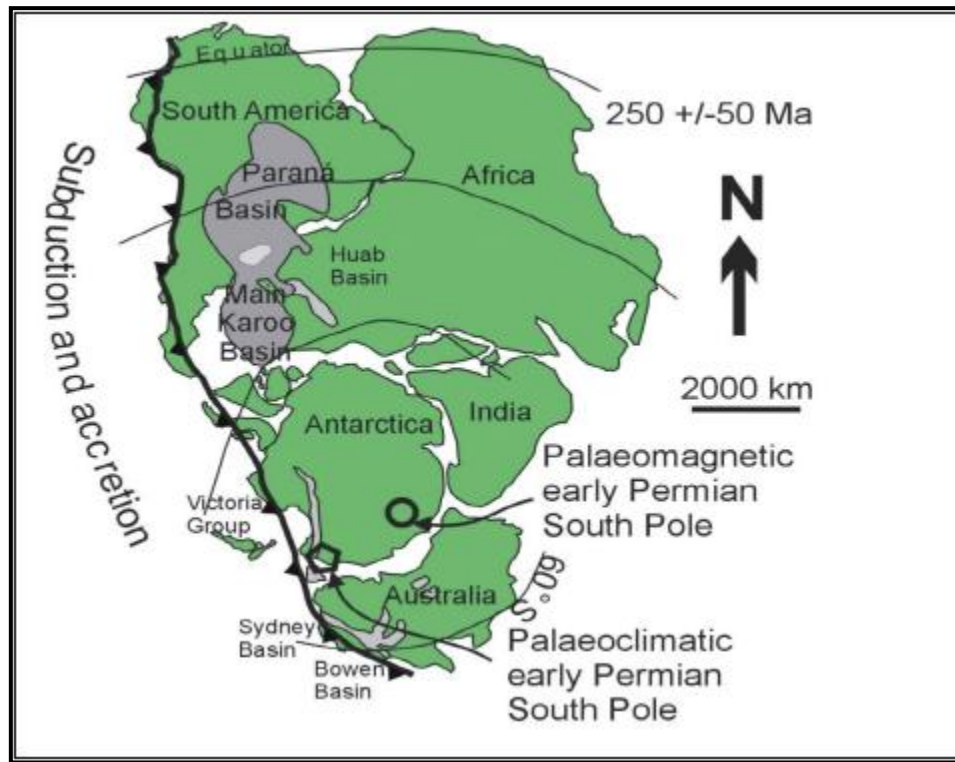 Equator
250 +/-50 Ma
South America
Paraná
Basin
Africa
N
Huab
Basin
Main
Karoo
Basin
Subduction and accretion
2000 km
Antarctica
India
Palaeomagnetic
early Permian
South Pole
Victoria
Group
60° S
Australia
Sydney
Basin
Bowen
Basin
Palaeoclimatic
early Permian
South Pole